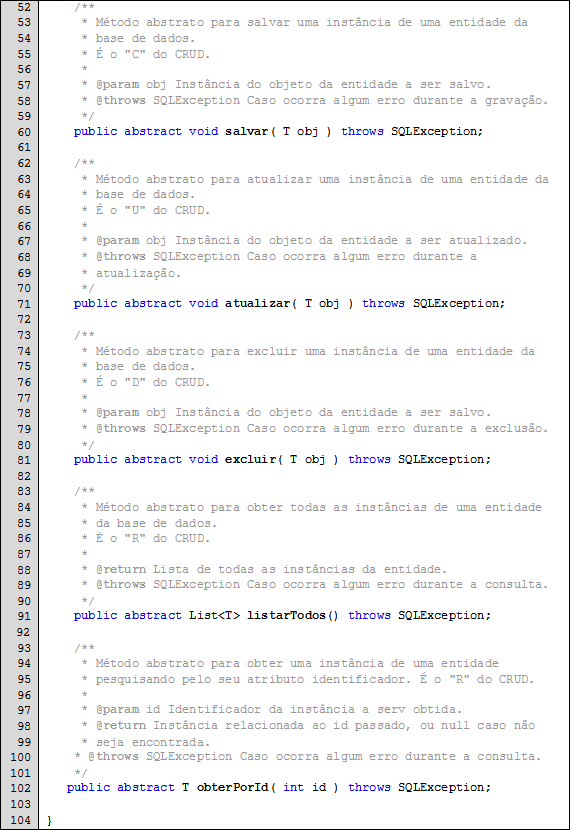 52     /**
53      * Método abstrato para salvar uma instância de uma entidade da
54      * base de dados.
55      * É o "C" do CRUD.
56      *
57      * @param obj Instância do objeto da entidade a ser salvo.
58      * @throws SQLException Caso ocorra algum erro durante a gravação.
59      */
60     public abstract void salvar( T obj ) throws SQLException;
61
62     /**
63      * Método abstrato para atualizar uma instância de uma entidade da
64      * base de dados.
65      * É o "U" do CRUD.
66      *
67      * @param obj Instância do objeto da entidade a ser atualizado.
68      * @throws SQLException Caso ocorra algum erro durante a
69      * atualização.
70      */
71     public abstract void atualizar( T obj ) throws SQLException;
72
73     /**
74      * Método abstrato para excluir uma instância de uma entidade da
75      * base de dados.
76      * É o "D" do CRUD.
77      *
78      * @param obj Instância do objeto da entidade a ser salvo.
79      * @throws SQLException Caso ocorra algum erro durante a exclusão.
80      */
81     public abstract void excluir( T obj ) throws SQLException;
82
83     /**
84      * Método abstrato para obter todas as instâncias de uma entidade
85      * da base de dados.
86      * É o "R" do CRUD.
87      *
88      * @return Lista de todas as instâncias da entidade.
89      * @throws SQLException Caso ocorra algum erro durante a consulta.
90      */
91     public abstract List<T> listarTodos() throws SQLException;
92
93     /**
94      * Método abstrato para obter uma instância de uma entidade
95      * pesquisando pelo seu atributo identificador. É o "R" do CRUD.
96      *
97      * @param id Identificador da instância a serv obtida.
98      * @return Instância relacionada ao id passado, ou null caso não
99      * seja encontrada.
100     * @throws SQLException Caso ocorra algum erro durante a consulta.
101     */
102    public abstract T obterPorId( int id ) throws SQLException;
103
104 }